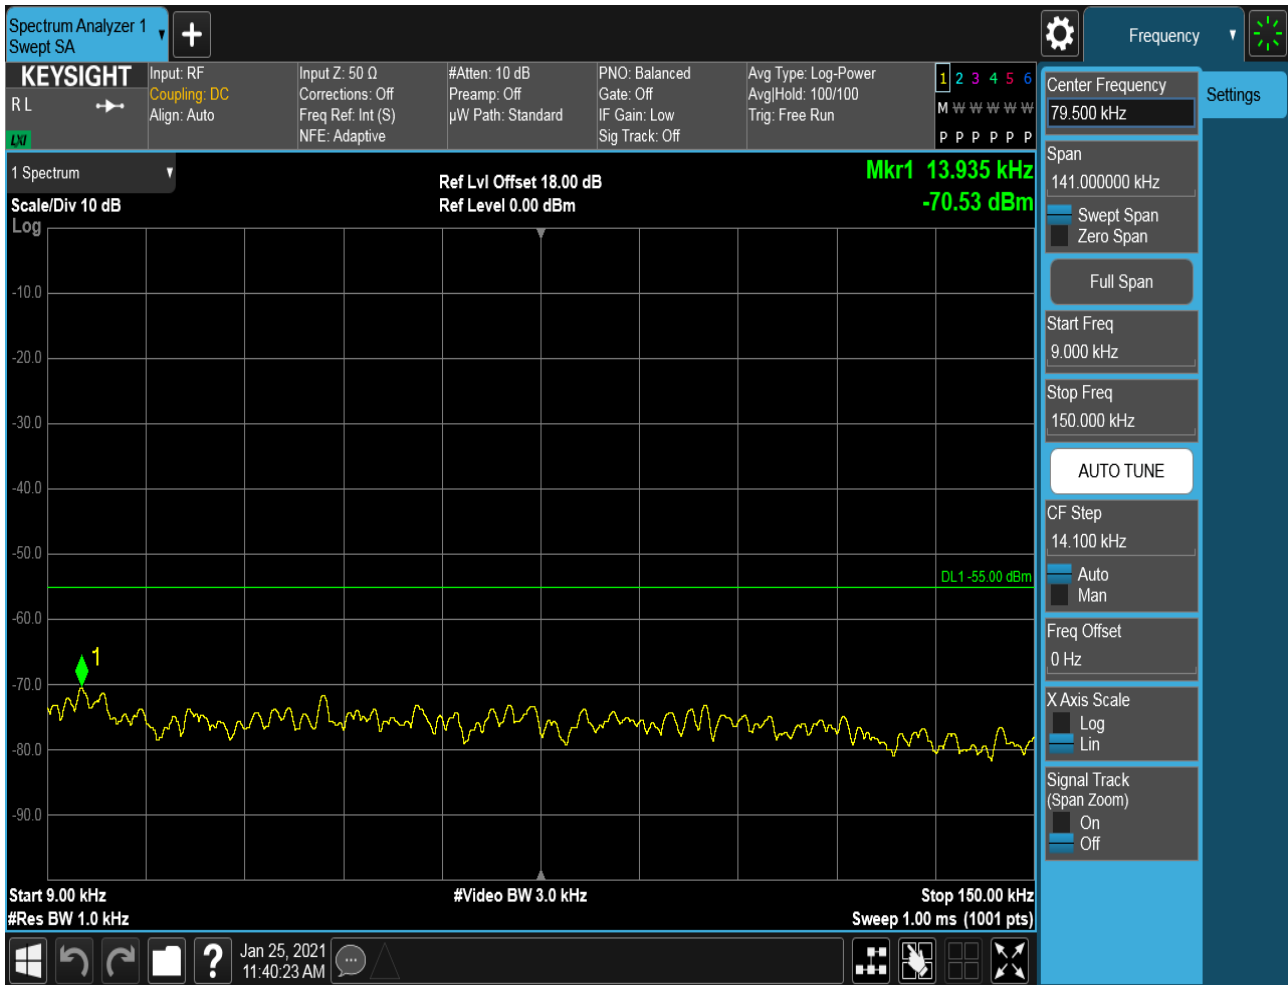 Spectrum Analyzer 1
Swept SA
Frequency
KEYSIGHT
R L
LXI
Input: RF
Coupling: DC
Align: Auto
Input Z: 50 Ω
Corrections: Off
Freq Ref: Int (S)
NFE: Adaptive
#Atten: 10 dB
Preamp: Off
µW Path: Standard
PNO: Balanced
Gate: Off
IF Gain: Low
Sig Track: Off
Avg Type: Log-Power
Avg|Hold: 100/100
Trig: Free Run
1 2 3 4 5 6
M W W W W W
P P P P P P
1 Spectrum
Scale/Div 10 dB
Log
Ref Lvl Offset 18.00 dB
Ref Level 0.00 dBm
Mkr1 13.935 kHz
-70.53 dBm
-10.0
-20.0
-30.0
-40.0
-50.0
DL1 -55.00 dBm
-60.0
1
-70.0
-80.0
-90.0
Start 9.00 kHz
#Res BW 1.0 kHz
#Video BW 3.0 kHz
Stop 150.00 kHz
Sweep 1.00 ms (1001 pts)
Center Frequency
79.500 kHz
Settings
Span
141.000000 kHz
Swept Span
Zero Span
Full Span
Start Freq
9.000 kHz
Stop Freq
150.000 kHz
AUTO TUNE
CF Step
14.100 kHz
Auto
Man
Freq Offset
0 Hz
X Axis Scale
Log
Lin
Signal Track
(Span Zoom)
On
Off
?
Jan 25, 2021
11:40:23 AM